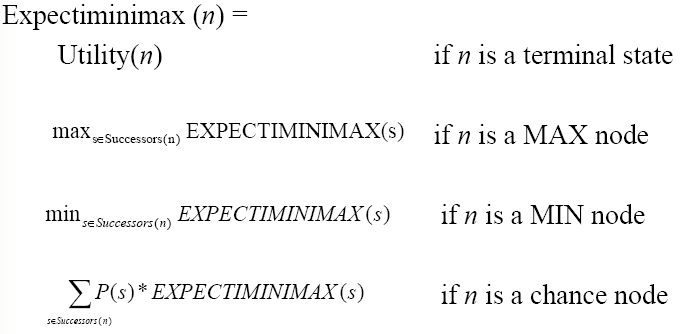 Expectiminimax (n) =
Utility(n) if n is a terminal state
max s∈Successors(n) EXPECTIMINIMAX(s) if n is a MAX node
min s∈Successors(n) EXPECTIMINIMAX(s) if n is a MIN node
∑ s∈Successors(n) P(s)* EXPECTIMINIMAX(s) if n is a chance node